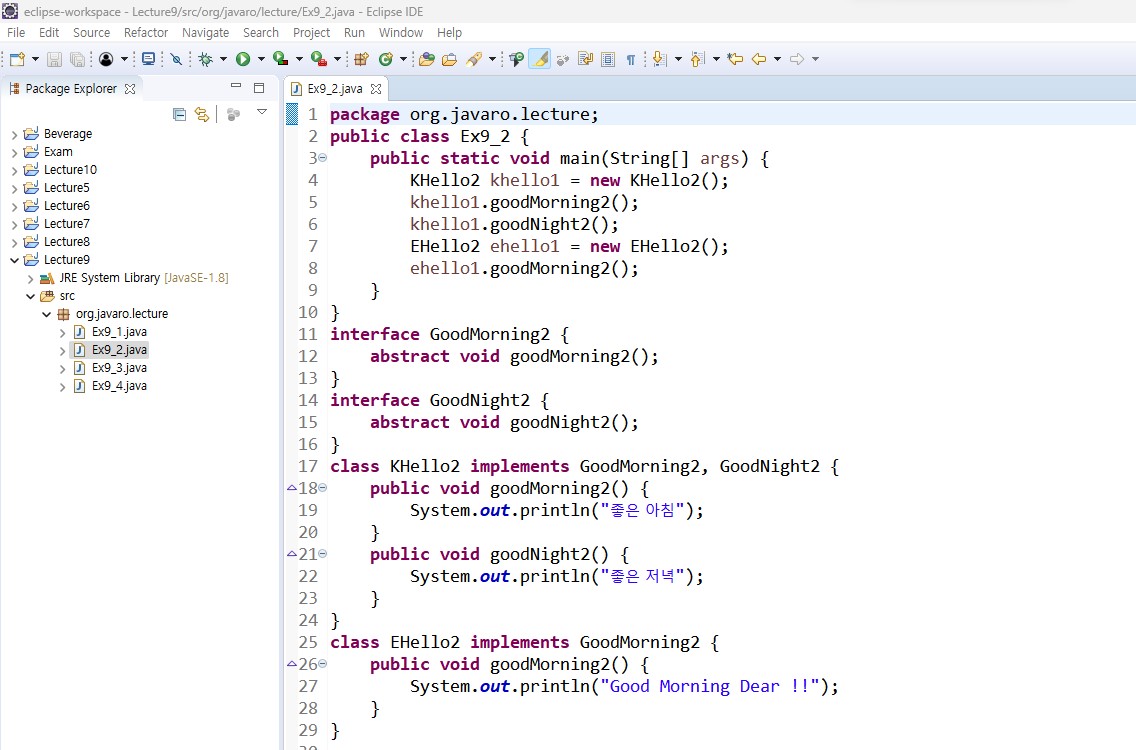 eclipse-workspace - Lecture9/src/org/javaro/lecture/Ex9_2.java - Eclipse IDE
File Edit Source Refactor Navigate Search Project Run Window Help
Package Explorer
Beverage
Exam
Lecture10
Lecture5
Lecture6
Lecture7
Lecture8
Lecture9
JRE System Library [JavaSE-1.8]
src
org.javaro.lecture
Ex9_1.java
Ex9_2.java
Ex9_3.java
Ex9_4.java
Ex9_2.java
1 package org.javaro.lecture;
2 public class Ex9_2 {
3 public static void main(String[] args) {
4 KHello2 khello1 = new KHello2();
5 khello1.goodMorning2();
6 khello1.goodNight2();
7 EHello2 ehello1 = new EHello2();
8 ehello1.goodMorning2();
9 }
10 }
11 interface GoodMorning2 {
12 abstract void goodMorning2();
13 }
14 interface GoodNight2 {
15 abstract void goodNight2();
16 }
17 class KHello2 implements GoodMorning2, GoodNight2 {
18 public void goodMorning2() {
19 System.out.println("좋은 아침");
20 }
21 public void goodNight2() {
22 System.out.println("좋은 저녁");
23 }
24 }
25 class EHello2 implements GoodMorning2 {
26 public void goodMorning2() {
27 System.out.println("Good Morning Dear !!");
28 }
29 }